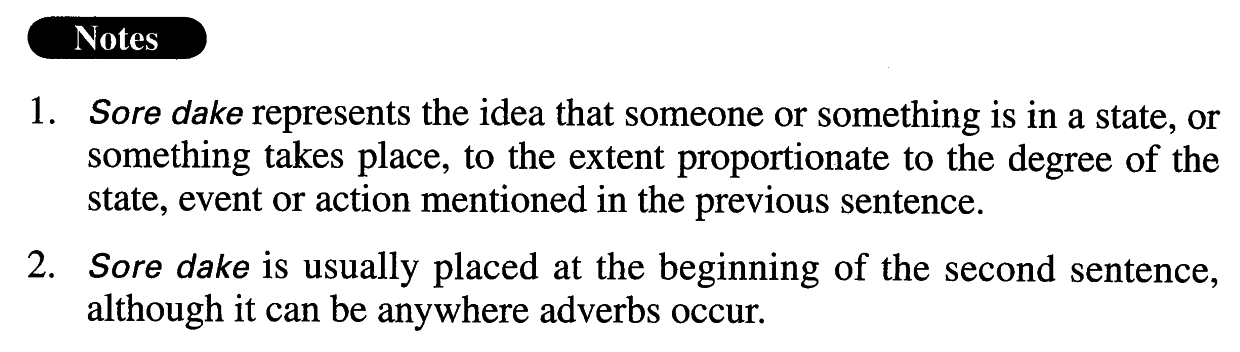 Notes
1. Sore dake represents the idea that someone or something is in a state, or
something takes place, to the extent proportionate to the degree of the
state, event or action mentioned in the previous sentence.
2. Sore dake is usually placed at the beginning of the second sentence,
although it can be anywhere adverbs occur.